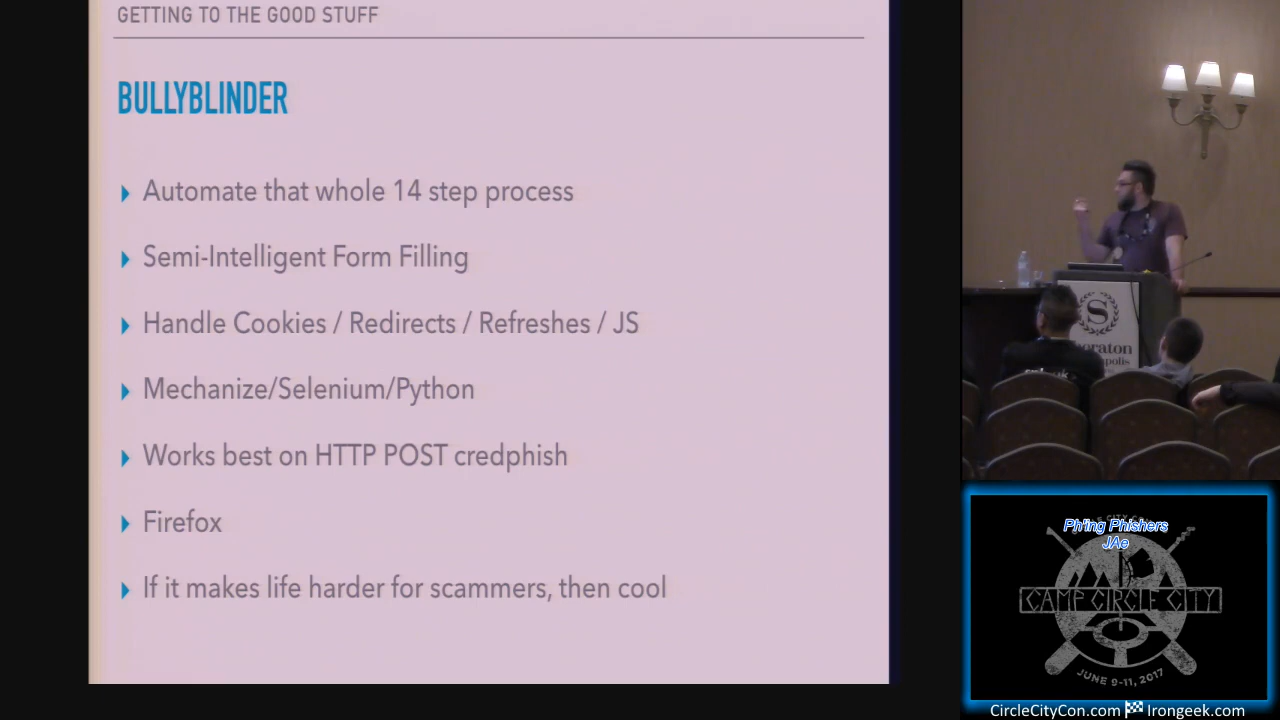 GETTING TO THE GOOD STUFF
BULLYBLINDER
Automate that whole 14 step process
Semi-Intelligent Form Filling
Handle Cookies / Redirects / Refreshes / JS
Mechanize/Selenium/Python
Works best on HTTP POST credphish
Firefox
If it makes life harder for scammers, then cool
S
Ph'ing Phishers
JAe
CAMP CIRCLE CITY
JUNE 9-11, 2017
CircleCityCon.com Irongeek.com